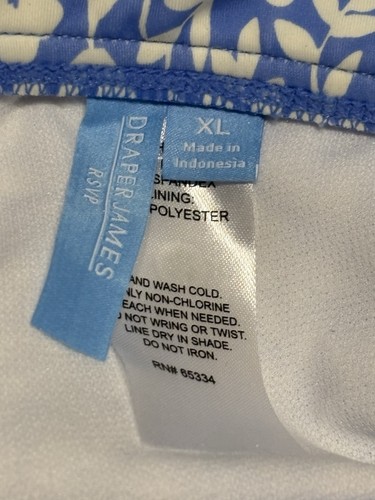 DRAPER JAMES
RSVP
XL
Made in
Indonesia
SPANDEX
INING:
POLYESTER
AND WASH COLD.
NLY NON-CHLORINE
EACH WHEN NEEDED.
NOT WRING OR TWIST.
LINE DRY IN SHADE.
DO NOT IRON.
RN# 65334